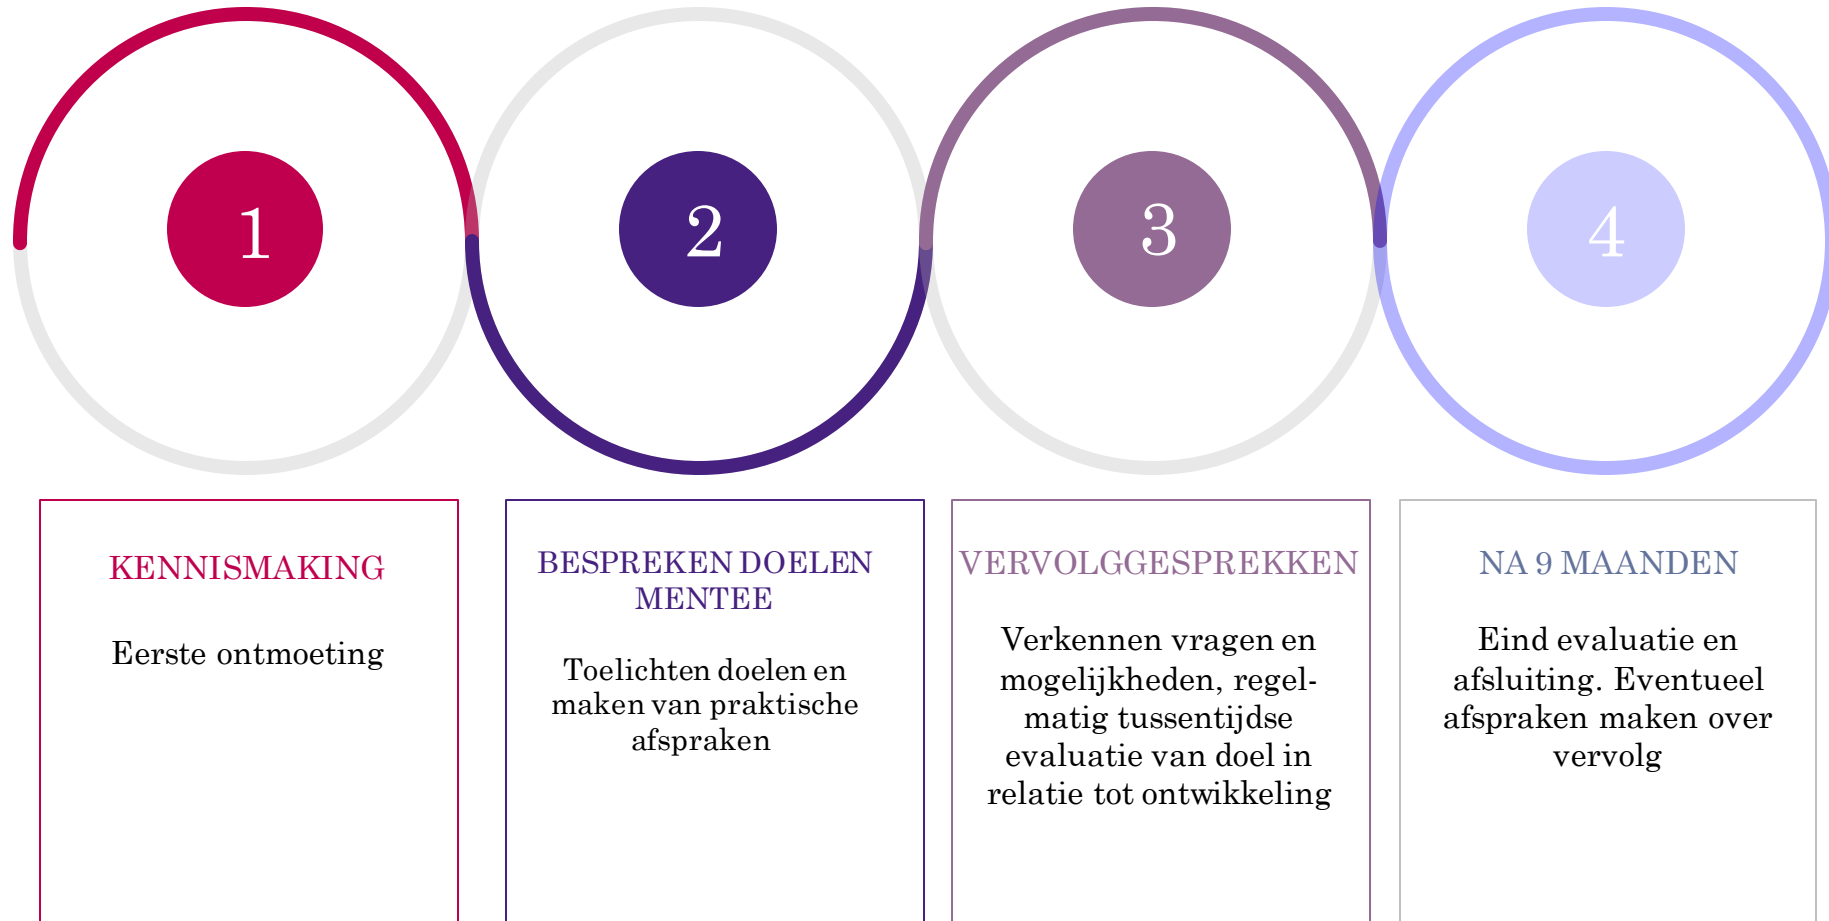 1
2
3
4
KENNISMAKING
Eerste ontmoeting
BESPREKEN DOELEN
MENTEE
Toelichten doelen en
maken van praktische
afspraken
VERVOLGGESPREKKEN
Verkennen vragen en
mogelijkheden, regel-
matig tussentijdse
evaluatie van doel in
relatie tot ontwikkeling
NA 9 MAANDEN
Eind evaluatie en
afsluiting. Eventueel
afspraken maken over
vervolg